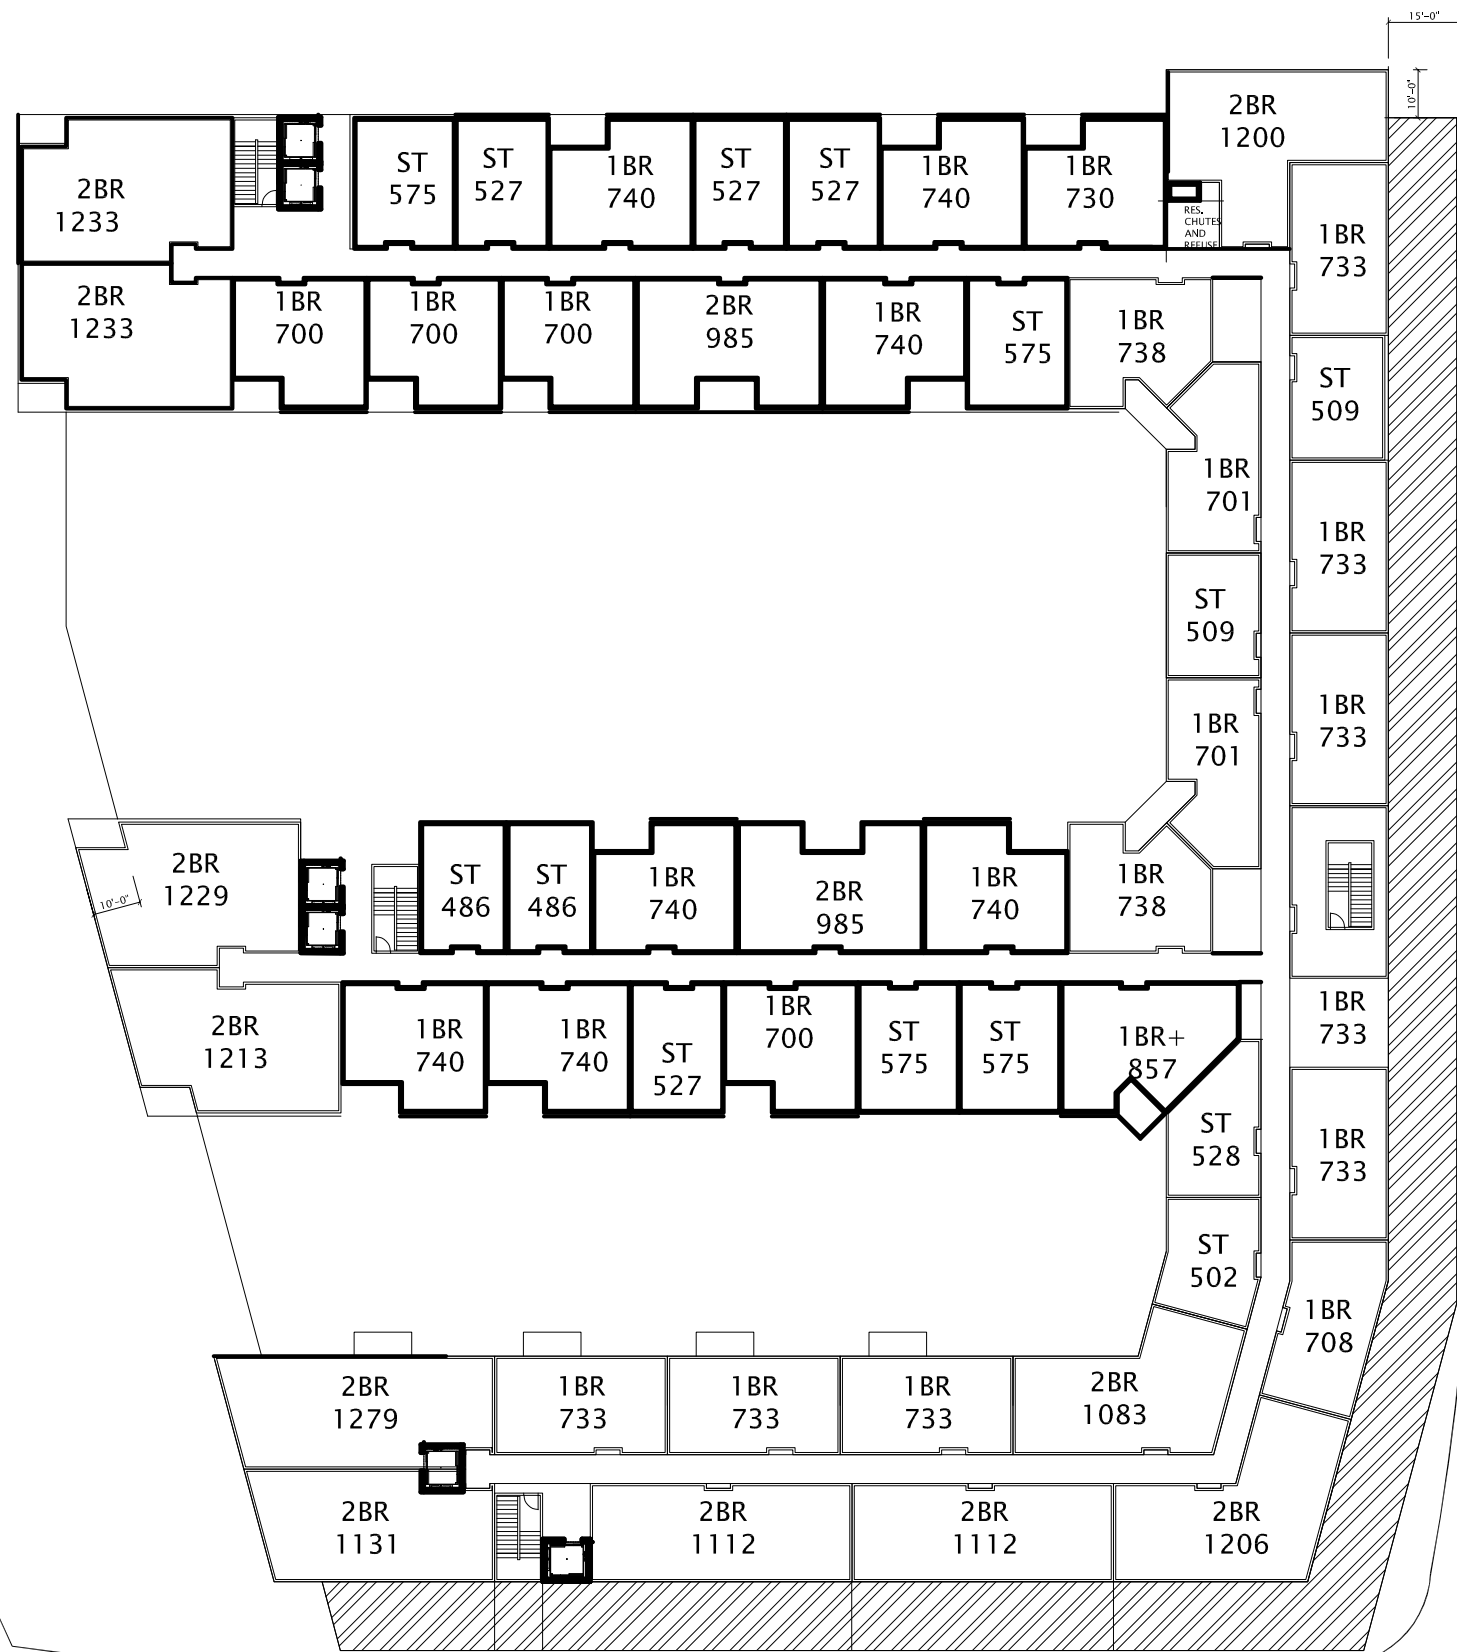 15'-0"
10'-0"
2BR
1200
2BR
1233
ST
575
ST
527
1BR
740
ST
527
ST
527
1BR
740
1BR
730
RES.
CHUTES
AND
REFUSE
1BR
733
2BR
1233
1BR
700
1BR
700
1BR
700
2BR
985
1BR
740
ST
575
1BR
738
ST
509
1BR
701
1BR
733
ST
509
1BR
701
1BR
733
2BR
1229
10'-0"
ST
486
ST
486
1BR
740
2BR
985
1BR
740
1BR
738
2BR
1213
1BR
740
1BR
740
ST
527
1BR
700
ST
575
ST
575
1BR+
857
1BR
733
ST
528
1BR
733
ST
502
1BR
708
2BR
1279
1BR
733
1BR
733
1BR
733
2BR
1083
2BR
1131
2BR
1112
2BR
1112
2BR
1206